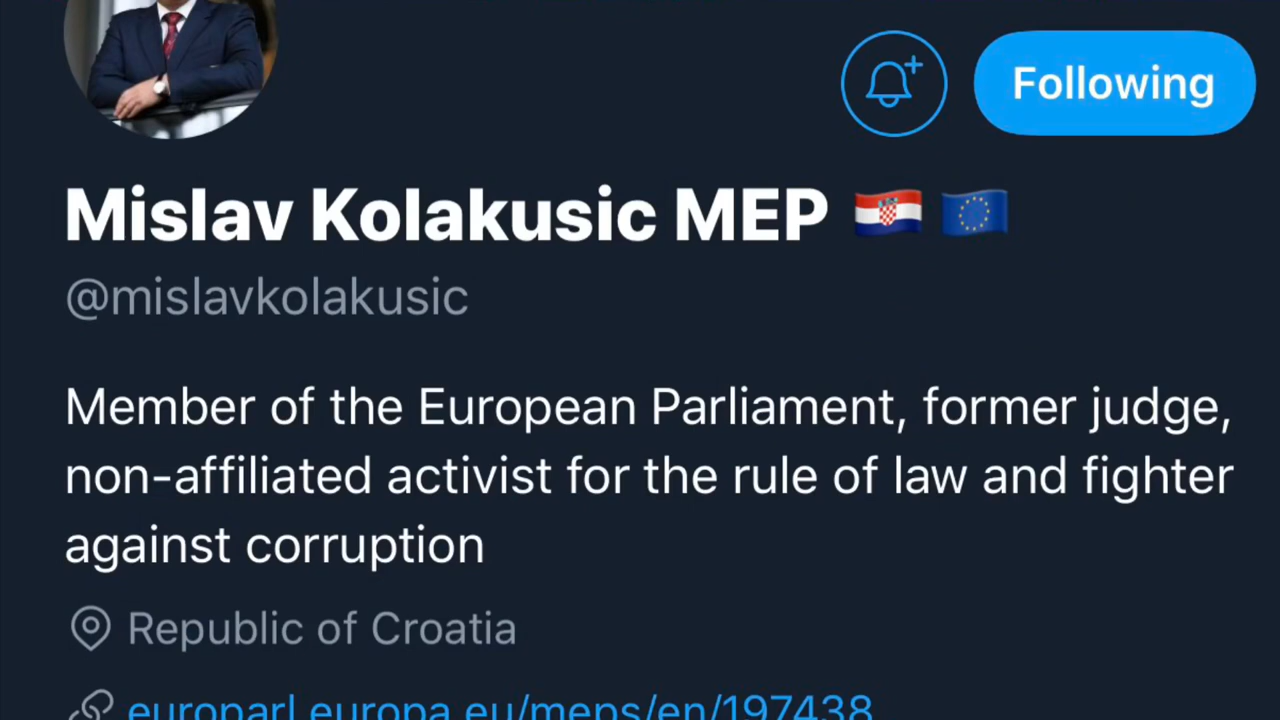 Following
Mislav Kolakusic MEP 🇭🇷 🇪🇺
@mislavkolakusic
Member of the European Parliament, former judge,
non-affiliated activist for the rule of law and fighter
against corruption
Republic of Croatia
europarl.europa.eu/meps/en/197438